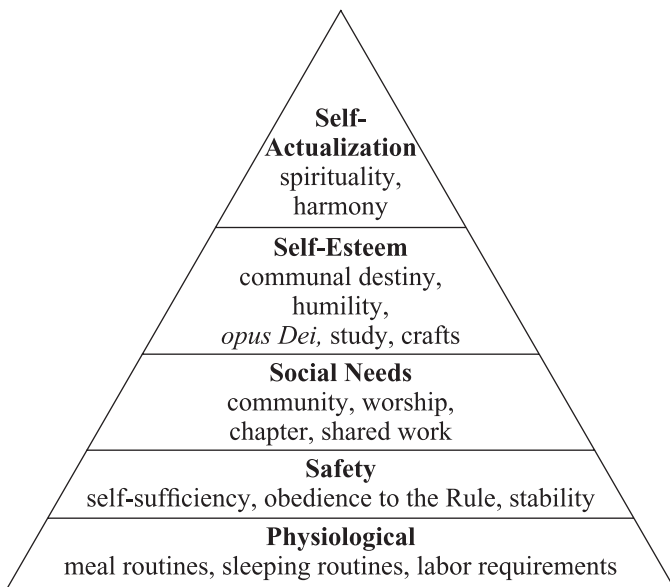 Self-
Actualization
spirituality,
harmony
Self-Esteem
communal destiny,
humility,
opus Dei, study, crafts
Social Needs
community, worship,
chapter, shared work
Safety
self-sufficiency, obedience to the Rule, stability
Physiological
meal routines, sleeping routines, labor requirements